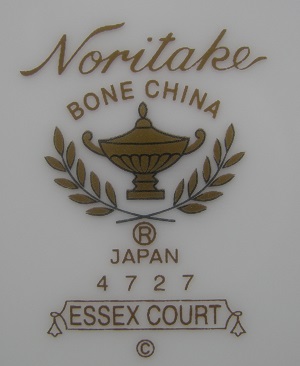 Noritake
BONE CHINA
®
JAPAN
4727
ESSEX COURT
©